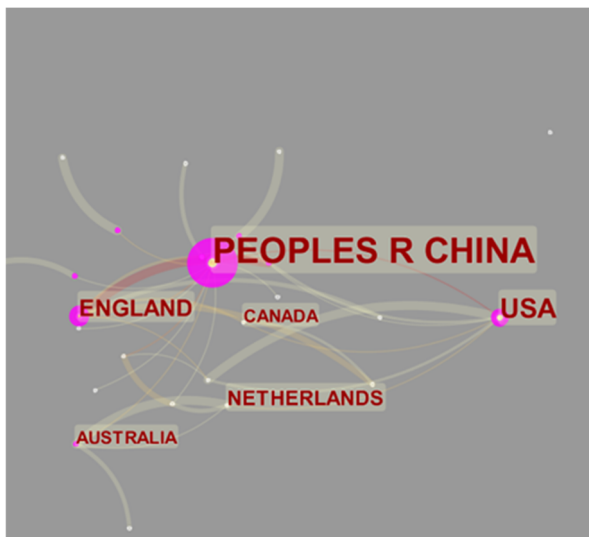 PEOPLES R CHINA
ENGLAND
CANADA
USA
NETHERLANDS
AUSTRALIA